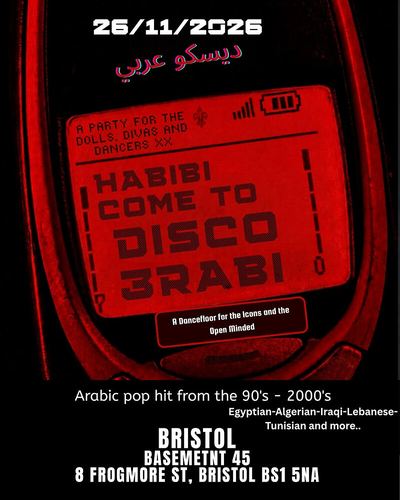 26/11/2026
ديسكو عربي
A PARTY FOR THE
DOLLS, DIVAS AND
DANCERS XX
HABIBI
COME TO
DISCO
3RABI
A Dancefloor for the Icons and the
Open Minded
Arabic pop hit from the 90's - 2000's
Egyptian-Algerian-Iraqi-Lebanese-
Tunisian and more..
BRISTOL
BASEMETNT 45
8 FROGMORE ST, BRISTOL BS1 5NA